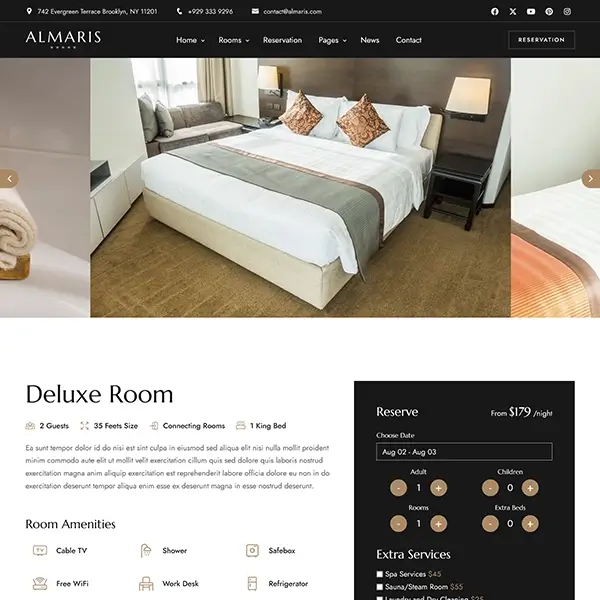 742 Evergreen Terrace Brooklyn, NY 11201
+929 333 9296
contact@almaris.com
ALMARIS
Home
Rooms
Reservation
Pages
News
Contact
RESERVATION
Deluxe Room
2 Guests
35 Feets Size
Connecting Rooms
1 King Bed
Ea sunt tempor dolor id do nisi est sint culpa in eiusmod sed aliqua elit nisi nulla mollit proident
minim commodo aute elit ut mollit velit exercitation cillum quis sed dolore quis laboris nostrud
exercitation magna anim aliquip exercitation est reprehenderit labore officia dolore eu non in do
exercitation deserunt tempor aliqua enim esse ex deserunt magna in esse nostrud deserunt.
Room Amenities
Cable TV
Shower
Safebox
Free WiFi
Work Desk
Refrigerator
Reserve
From $179 /night
Choose Date
Aug 02 - Aug 03
Adult
Children
- 1 +
- 0 +
Rooms
Extra Beds
- 1 +
- 0 +
Extra Services
Spa Services $45
Sauna/Steam Room $55
Laundry and Dry Cleaning $25